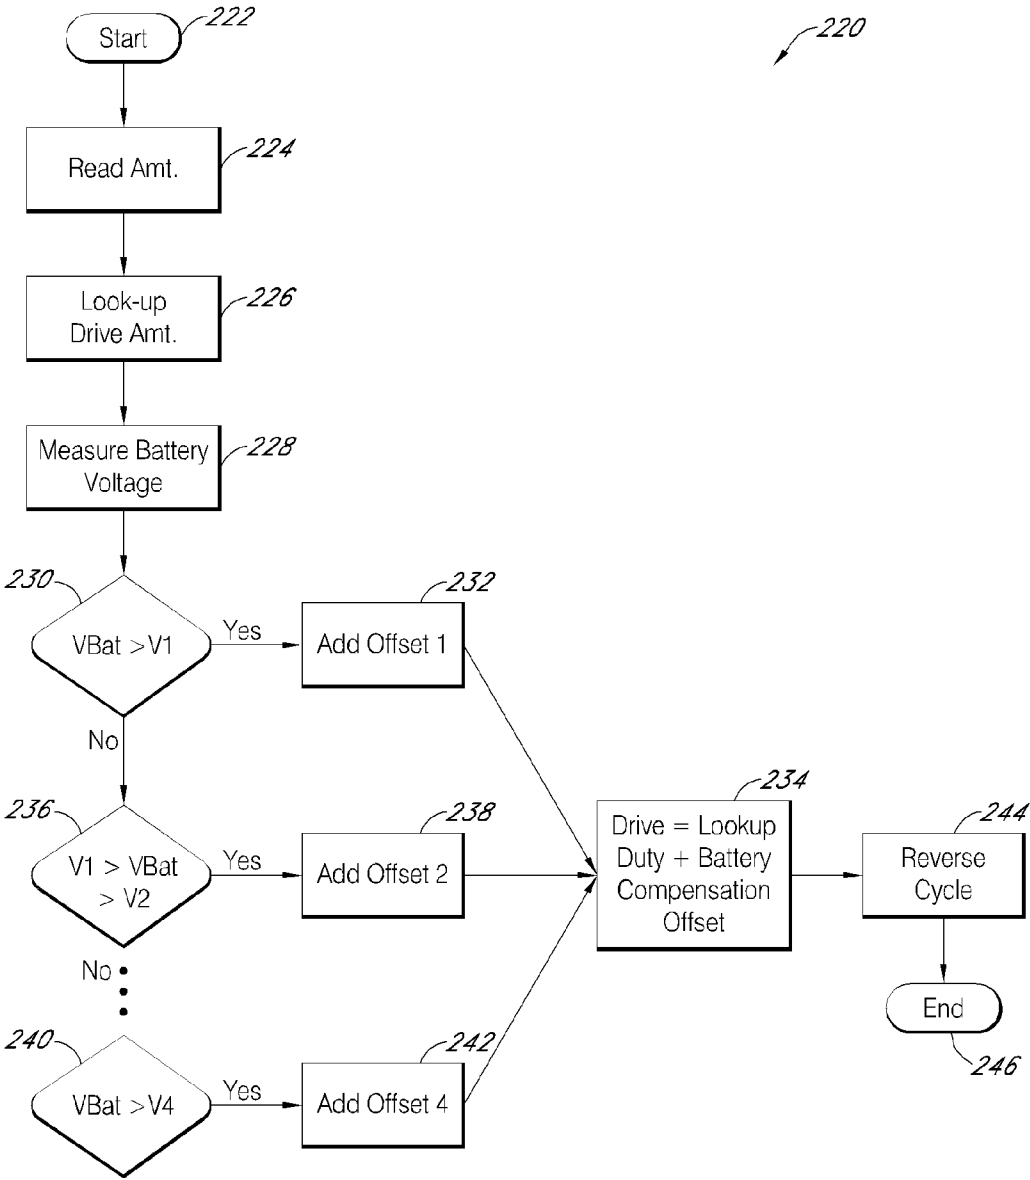 Start
222
220
Read Amt.
224
Look-up
Drive Amt.
226
Measure Battery
Voltage
228
230
VBat >V1
Yes
232
Add Offset 1
No
236
V1 > VBat
> V2
Yes
238
Add Offset 2
234
Drive = Lookup
Duty + Battery
Compensation
Offset
244
Reverse
Cycle
No
End
246
240
VBat >V4
Yes
242
Add Offset 4